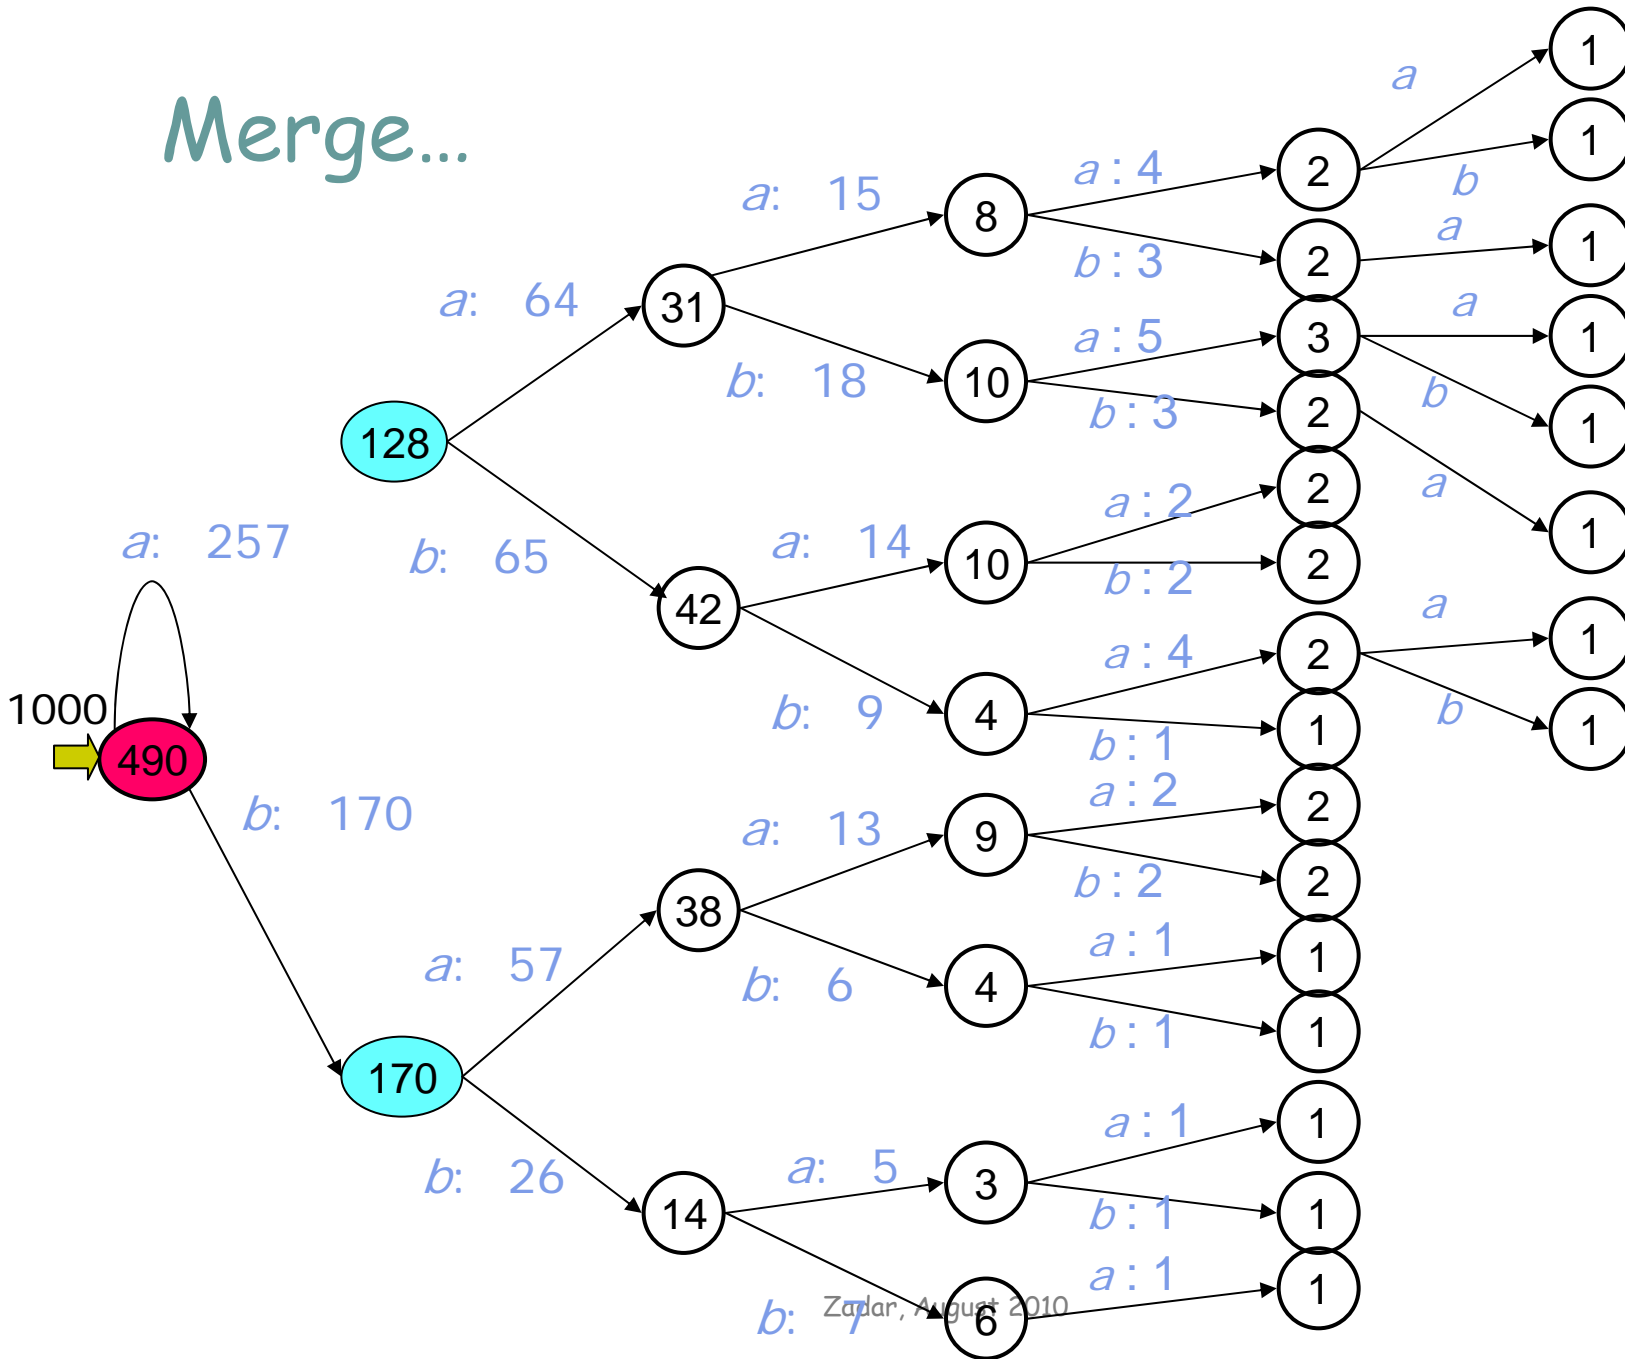 Merge...
a
1
1
b
a
1
a
1
b
1
a
1
a
1
b
1
a : 4
2
b : 3
2
a : 5
3
b : 3
2
a : 2
2
b : 2
2
a : 4
2
b : 1
1
a : 2
2
b : 2
2
a : 1
1
b : 1
1
a : 1
1
b : 1
1
a : 1
1
a: 15
8
b: 18
10
a: 14
10
b: 9
4
a: 13
9
b: 6
4
a: 5
3
b: 7
6
a: 64
31
b: 65
42
a: 57
38
b: 26
14
128
a: 257
1000
490
b: 170
170
Zadar, August 2010